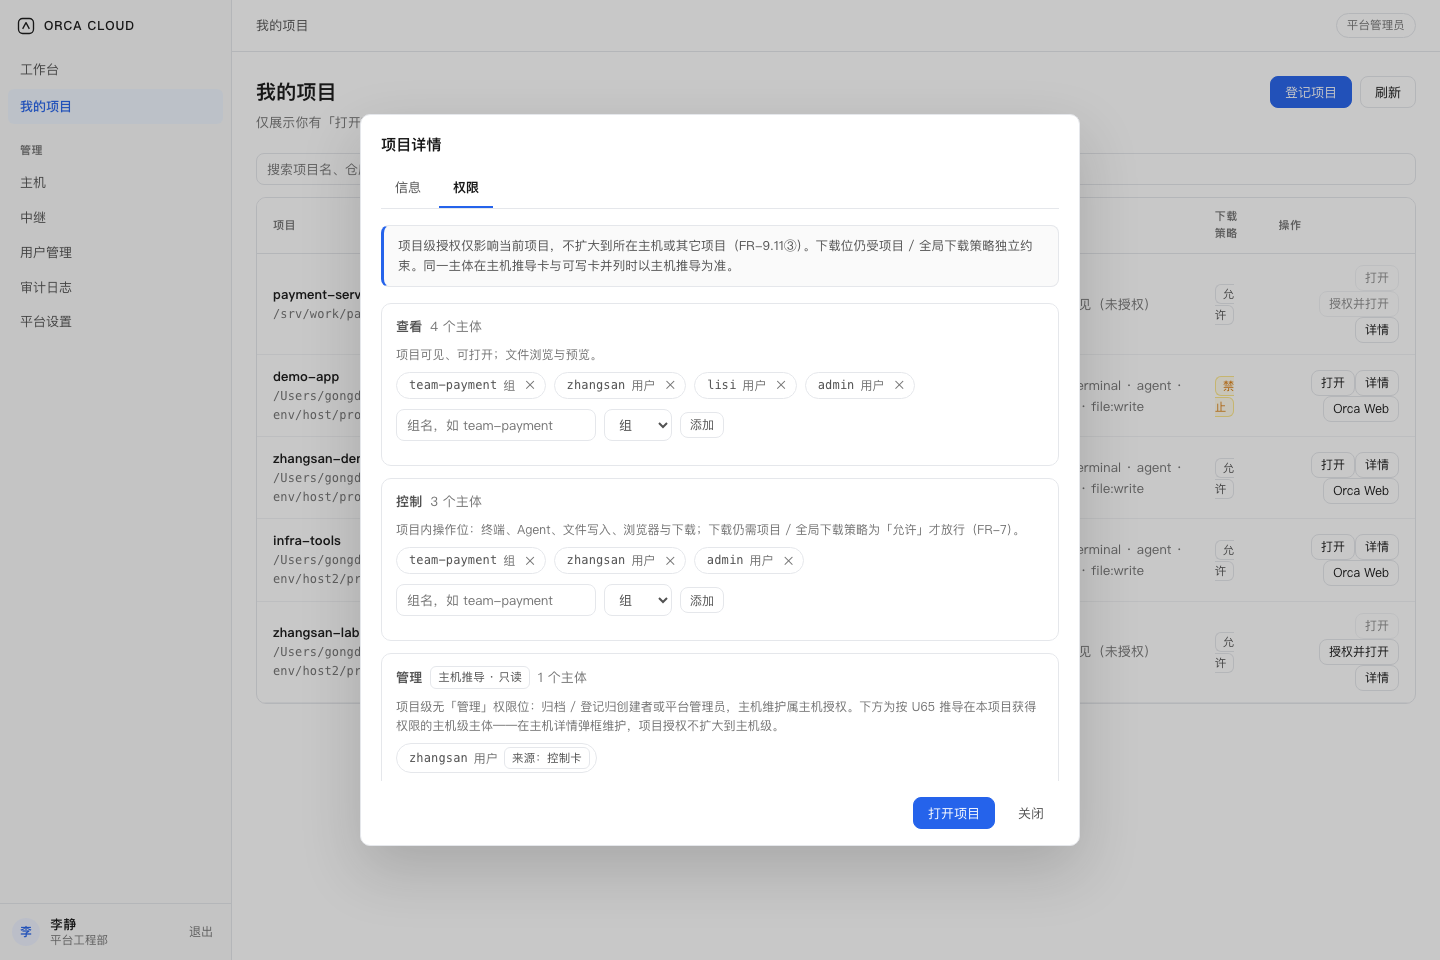 ORCA CLOUD
工作台
我的项目
管理
主机
中继
用户管理
审计日志
平台设置
李
李静
平台工程部
退出
我的项目
平台管理员
我的项目
登记项目
刷新
仅展示你有「打开
搜索项目名、仓
项目
下载
策略
操作
payment-serv
/srv/work/pa
见（未授权）
允
许
打开
授权并打开
详情
demo-app
/Users/gongd
env/host/pro
erminal · agent ·
· file:write
禁
止
打开
详情
Orca Web
zhangsan-der
/Users/gongd
env/host/pro
erminal · agent ·
· file:write
允
许
打开
详情
Orca Web
infra-tools
/Users/gongd
env/host2/pr
erminal · agent ·
· file:write
允
许
打开
详情
Orca Web
zhangsan-lab
/Users/gongd
env/host2/pr
见（未授权）
允
许
打开
授权并打开
详情
项目详情
信息
权限
项目级授权仅影响当前项目，不扩大到所在主机或其它项目（FR-9.11③）。下载位仍受项目 / 全局下载策略独立约
束。同一主体在主机推导卡与可写卡并列时以主机推导为准。
查看 4 个主体
项目可见、可打开；文件浏览与预览。
team-payment 组 ×
zhangsan 用户 ×
lisi 用户 ×
admin 用户 ×
组名，如 team-payment
组
添加
控制 3 个主体
项目内操作位：终端、Agent、文件写入、浏览器与下载；下载仍需项目 / 全局下载策略为「允许」才放行（FR-7）。
team-payment 组 ×
zhangsan 用户 ×
admin 用户 ×
组名，如 team-payment
组
添加
管理 主机推导 · 只读 1 个主体
项目级无「管理」权限位：归档 / 登记归创建者或平台管理员，主机维护属主机授权。下方为按 U65 推导在本项目获得
权限的主机级主体——在主机详情弹框维护，项目授权不扩大到主机级。
zhangsan 用户 来源：控制卡
打开项目
关闭